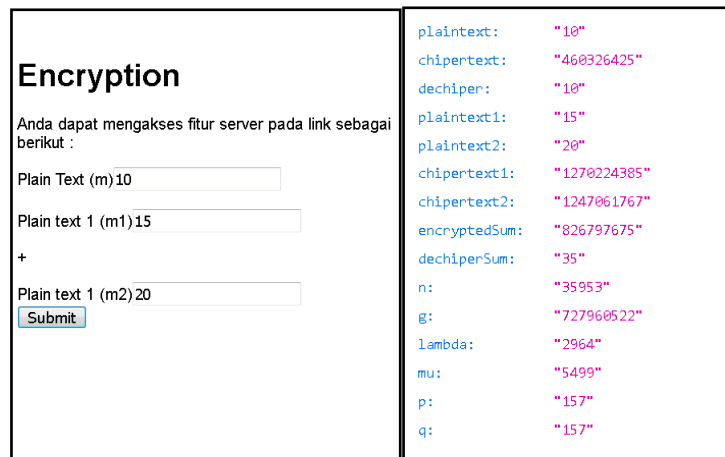 Encryption
Anda dapat mengakses fitur server pada link sebagai
berikut :
Plain Text (m) 10
Plain text 1 (m1) 15
+
Plain text 1 (m2) 20
Submit
plaintext: "10"
chipertext: "460326425"
dechiper: "10"
plaintext1: "15"
plaintext2: "20"
chipertext1: "1270224385"
chipertext2: "1247061767"
encryptedSum: "826797675"
dechiperSum: "35"
n: "35953"
g: "727960522"
lambda: "2964"
mu: "5499"
p: "157"
q: "157"